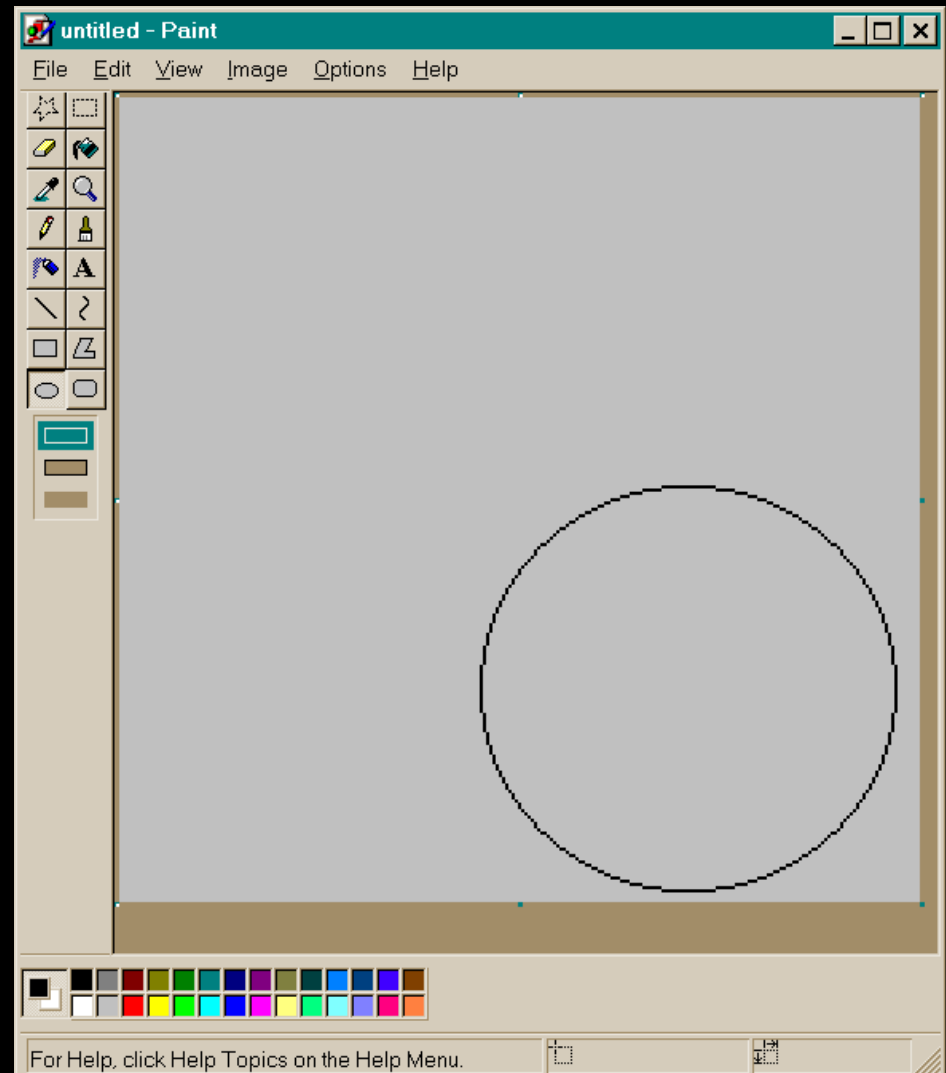 untitled - Paint
File Edit View Image Options Help
A
For Help, click Help Topics on the Help Menu.